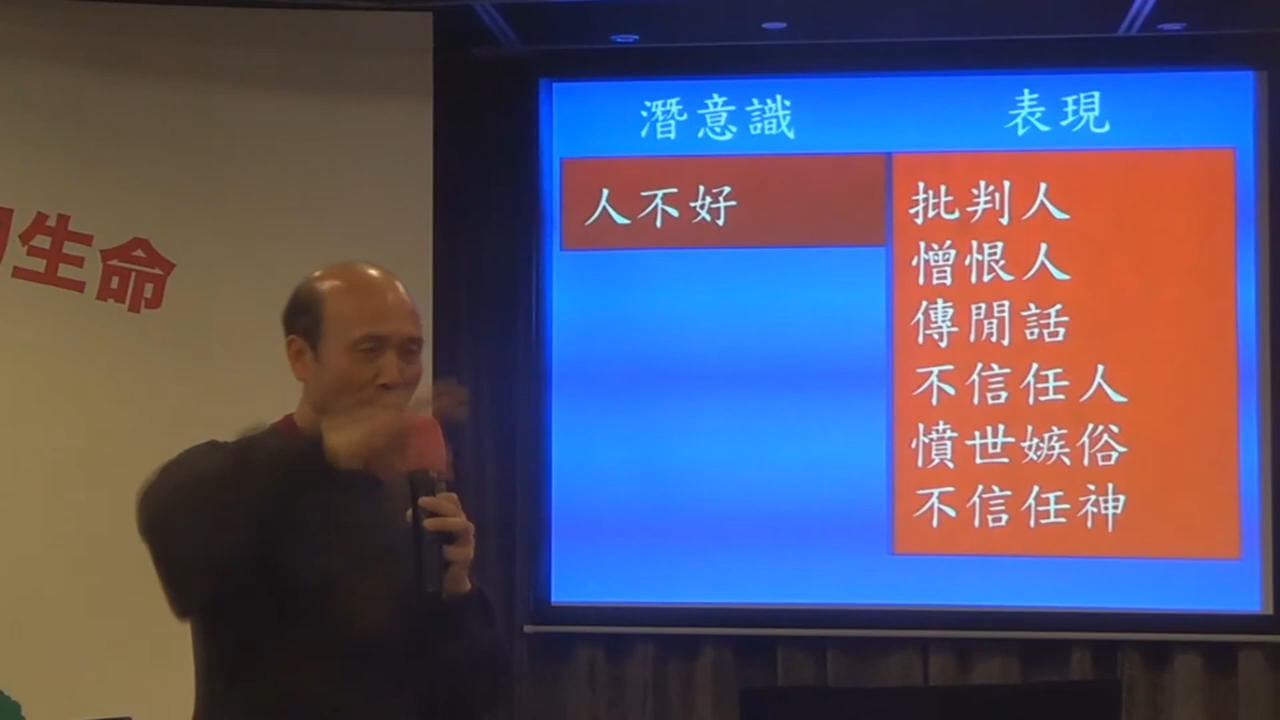 生命
潛意識
表現
人不好
批判人
憎恨人
傳閒話
不信任人
憤世嫉俗
不信任神